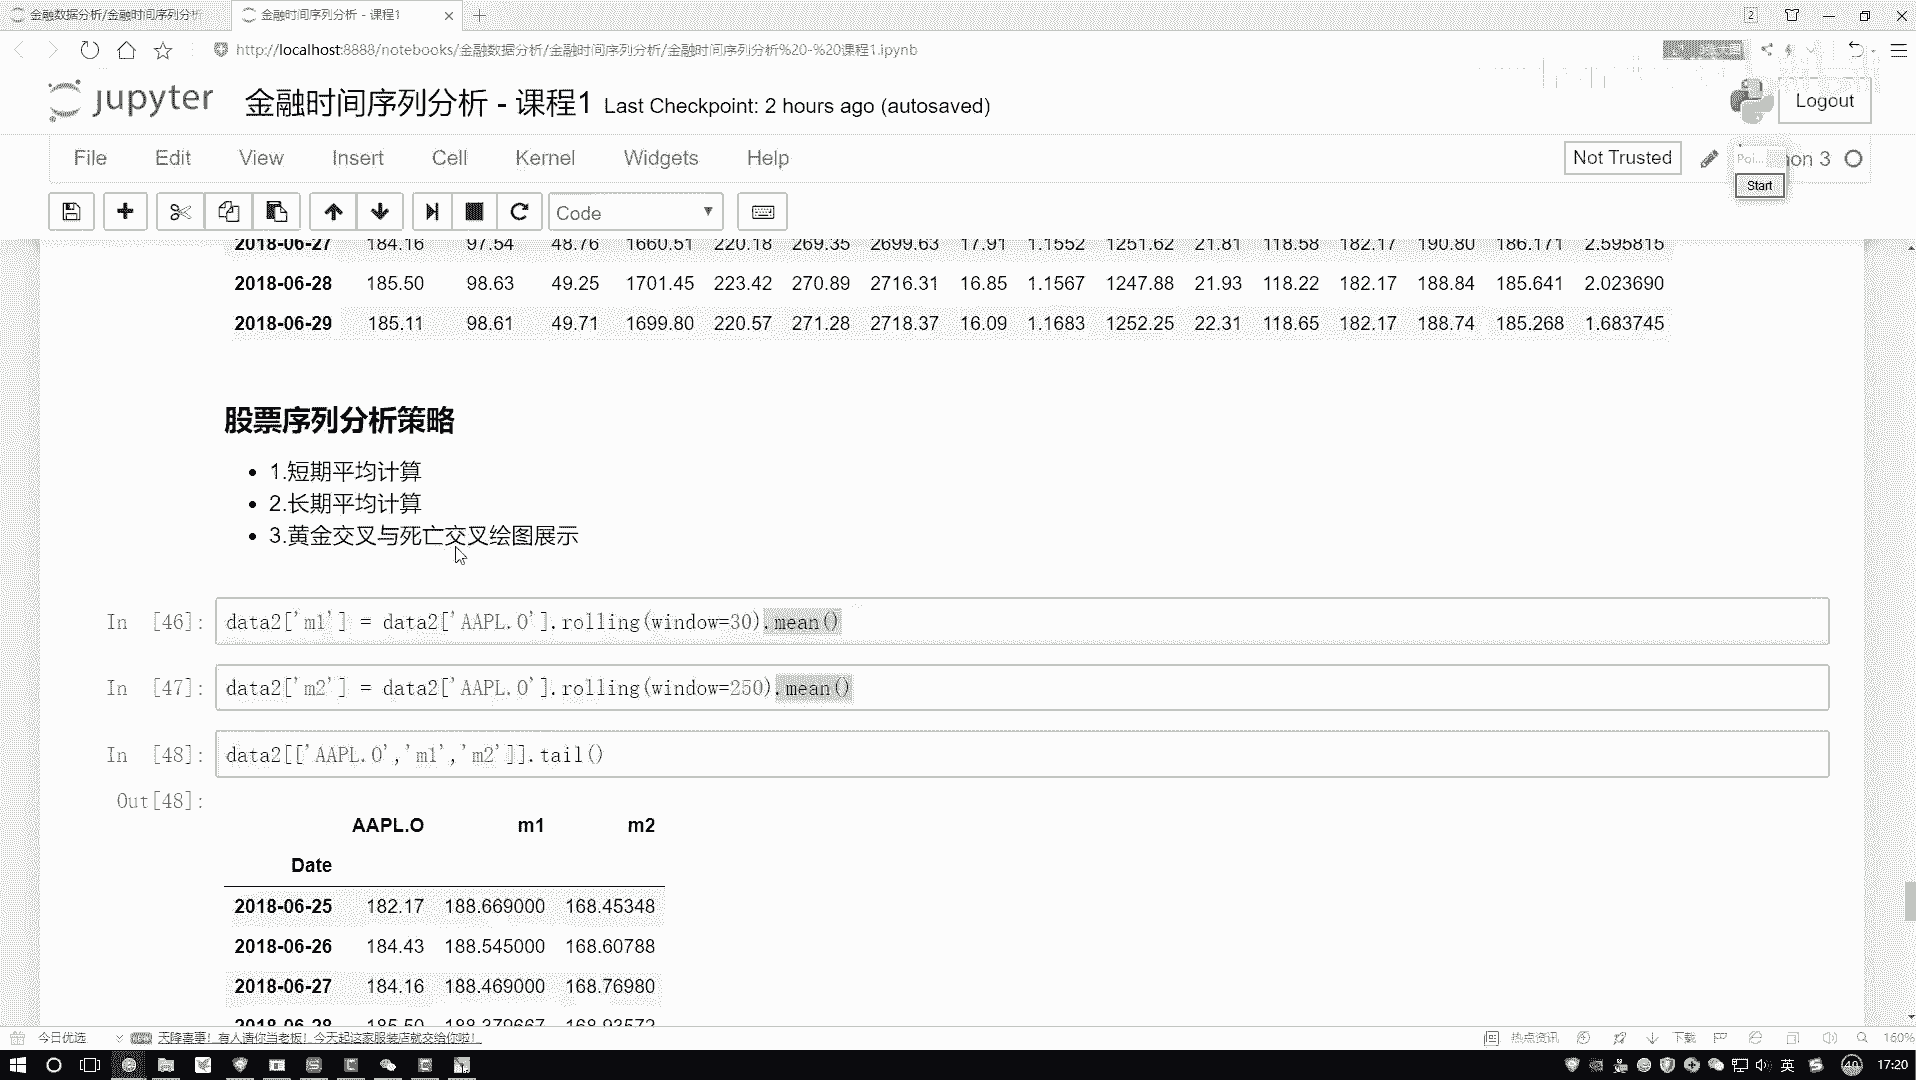 金融数据分析/金融时间序列分析 金融时间序列分析 - 课程1
http://localhost:8888/notebooks/金融数据分析/金融时间序列分析/金融时间序列分析%20-%20课程1.ipynb
jupyter 金融时间序列分析 - 课程1 Last Checkpoint: 2 hours ago (autosaved) Logout
File Edit View Insert Cell Kernel Widgets Help Not Trusted Poi... on 3
Start
Code
2018-06-27 184.16 97.54 48.76 1660.51 220.18 269.35 2699.63 17.91 1.1552 1251.62 21.81 118.58 182.17 190.80 186.171 2.595815
2018-06-28 185.50 98.63 49.25 1701.45 223.42 270.89 2716.31 16.85 1.1567 1247.88 21.93 118.22 182.17 188.84 185.641 2.023690
2018-06-29 185.11 98.61 49.71 1699.80 220.57 271.28 2718.37 16.09 1.1683 1252.25 22.31 118.65 182.17 188.74 185.268 1.683745
股票序列分析策略
• 1.短期平均计算
• 2.长期平均计算
• 3.黄金交叉与死亡交叉绘图展示
In [46]: data2['m1'] = data2['AAPL.O'].rolling(window=30).mean()
In [47]: data2['m2'] = data2['AAPL.O'].rolling(window=250).mean()
In [48]: data2[['AAPL.O','m1','m2']].tail()
Out[48]:
AAPL.O m1 m2
Date
2018-06-25 182.17 188.669000 168.45348
2018-06-26 184.43 188.545000 168.60788
2018-06-27 184.16 188.469000 168.76980
2018-06-28 185.50 188.379667 168.93572
今日优选 天降喜事！有人请你当老板！今天起这家服装店就交给你啦！ 热点资讯 下载 160%
英 40 17:20